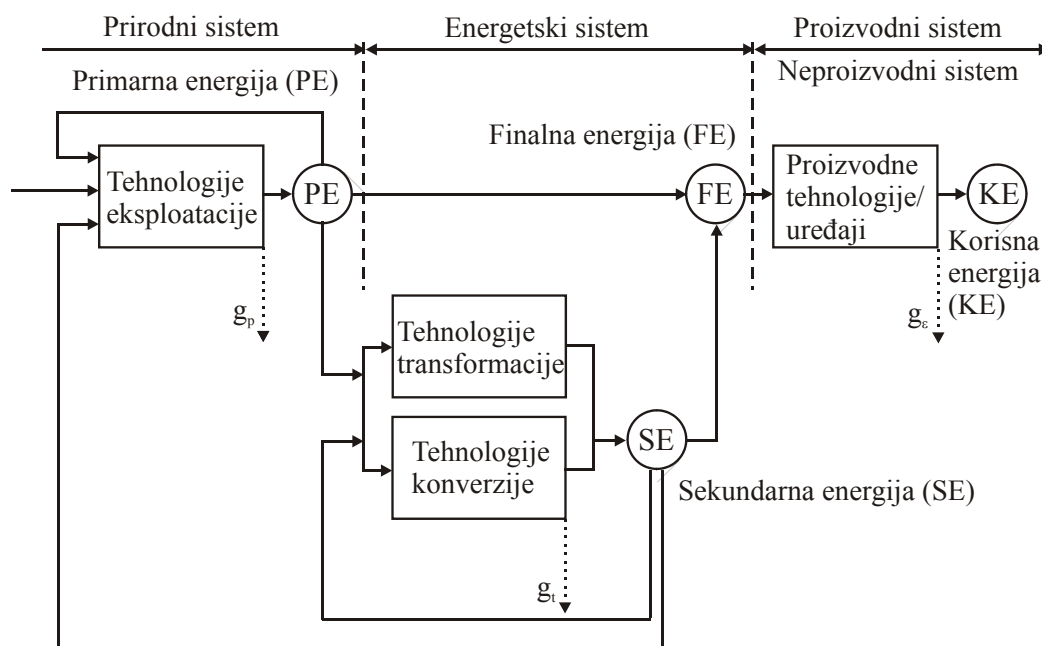 Prirodni sistem
Energetski sistem
Proizvodni sistem
Neproizvodni sistem
Primarna energija (PE)
Finalna energija (FE)
Tehnologije
eksploatacije
PE
FE
Proizvodne
tehnologije/
uređaji
KE
Korisna
energija
(KE)
gp
gε
Tehnologije
transformacije
Tehnologije
konverzije
SE
Sekundarna energija (SE)
gt